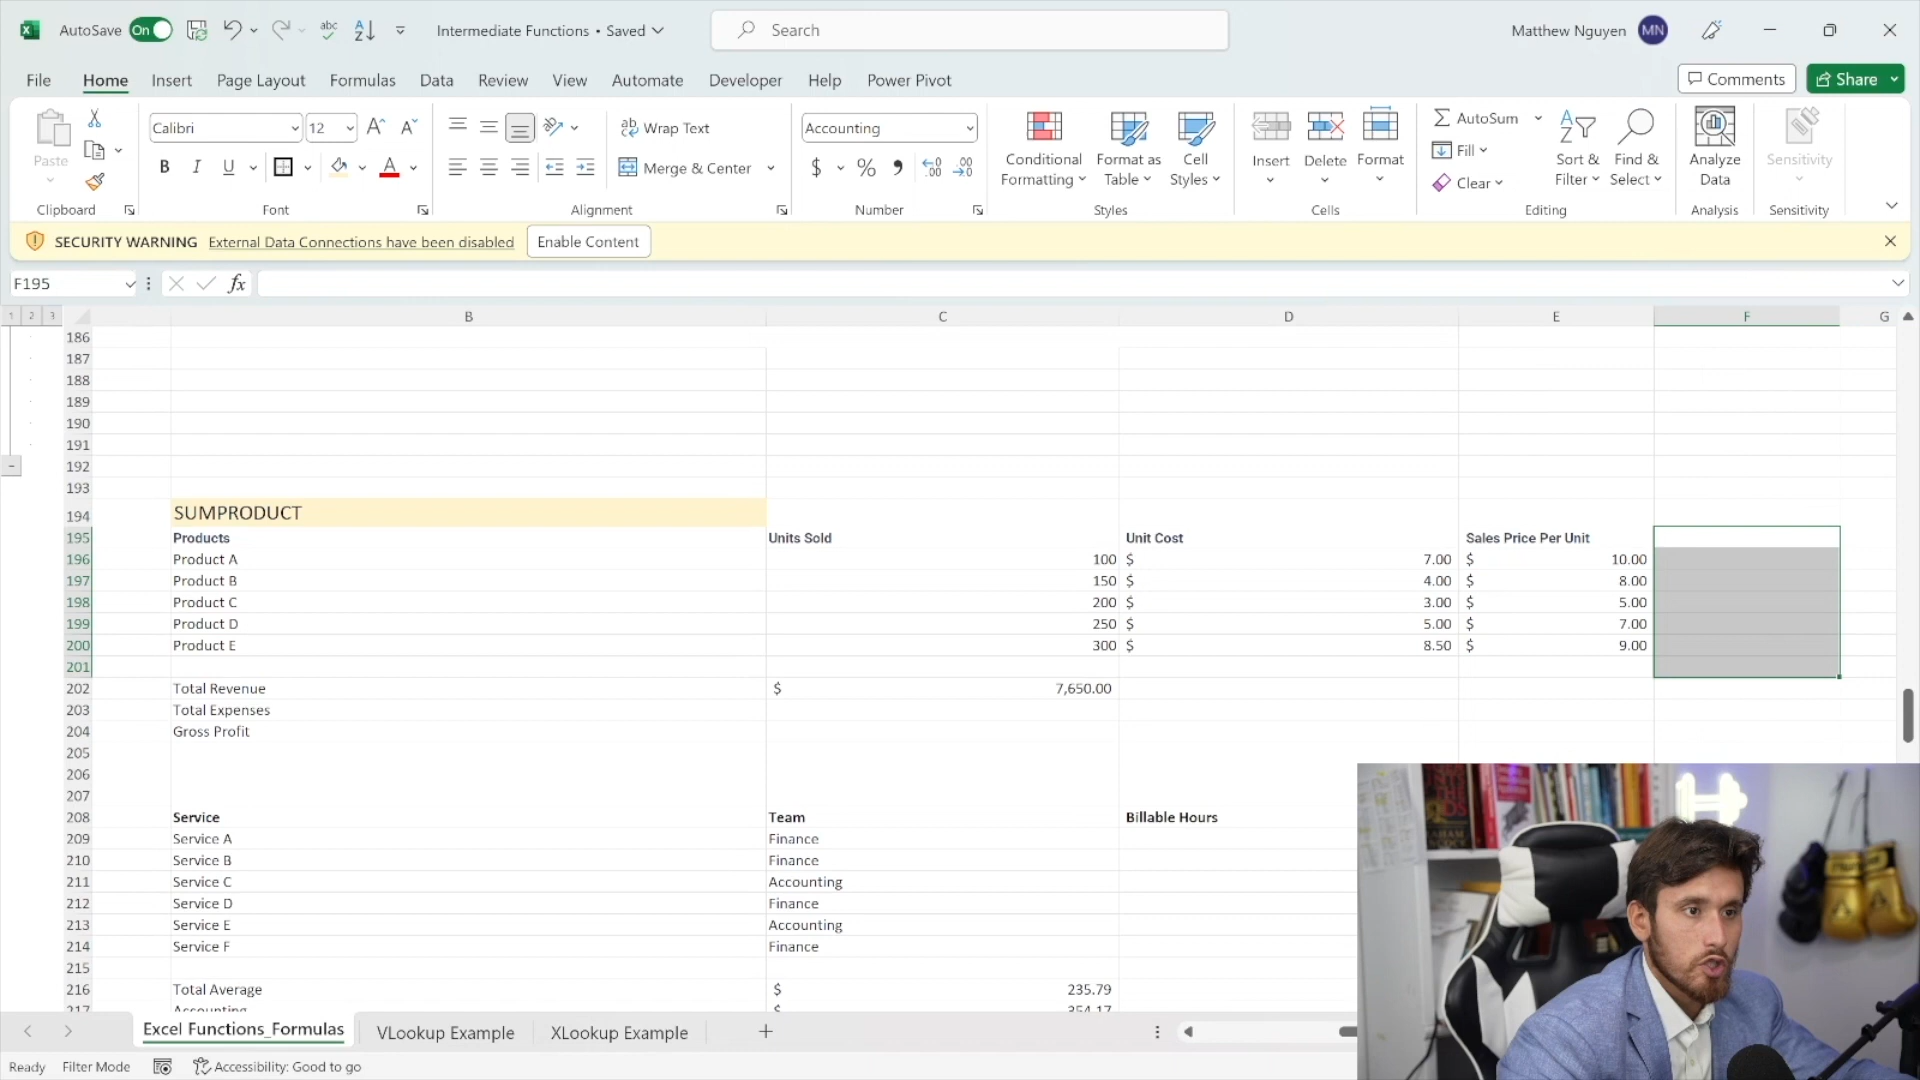 AutoSave On Intermediate Functions • Saved Search Matthew Nguyen MN
File Home Insert Page Layout Formulas Data Review View Automate Developer Help Power Pivot Comments Share
Paste Calibri 12 Wrap Text Accounting Conditional Formatting Format as Table Cell Styles Insert Delete Format AutoSum Fill Clear Sort & Filter Find & Select Analyze Data Sensitivity
B I U A Merge & Center $ %
Clipboard Font Alignment Number Styles Cells Editing Analysis Sensitivity
SECURITY WARNING External Data Connections have been disabled Enable Content
F195 fx
1 2 3 B C D E F G
186
187
188
189
190
191
192
193
194 SUMPRODUCT
195 Products Units Sold Unit Cost Sales Price Per Unit
196 Product A 100 $ 7.00 $ 10.00
197 Product B 150 $ 4.00 $ 8.00
198 Product C 200 $ 3.00 $ 5.00
199 Product D 250 $ 5.00 $ 7.00
200 Product E 300 $ 8.50 $ 9.00
201
202 Total Revenue $ 7,650.00
203 Total Expenses
204 Gross Profit
205
206
207
208 Service Team Billable Hours
209 Service A Finance
210 Service B Finance
211 Service C Accounting
212 Service D Finance
213 Service E Accounting
214 Service F Finance
215
216 Total Average $ 235.79
217 Accounting $ 354.17
Excel Functions_Formulas VLookup Example XLookup Example
Ready Filter Mode Accessibility: Good to go